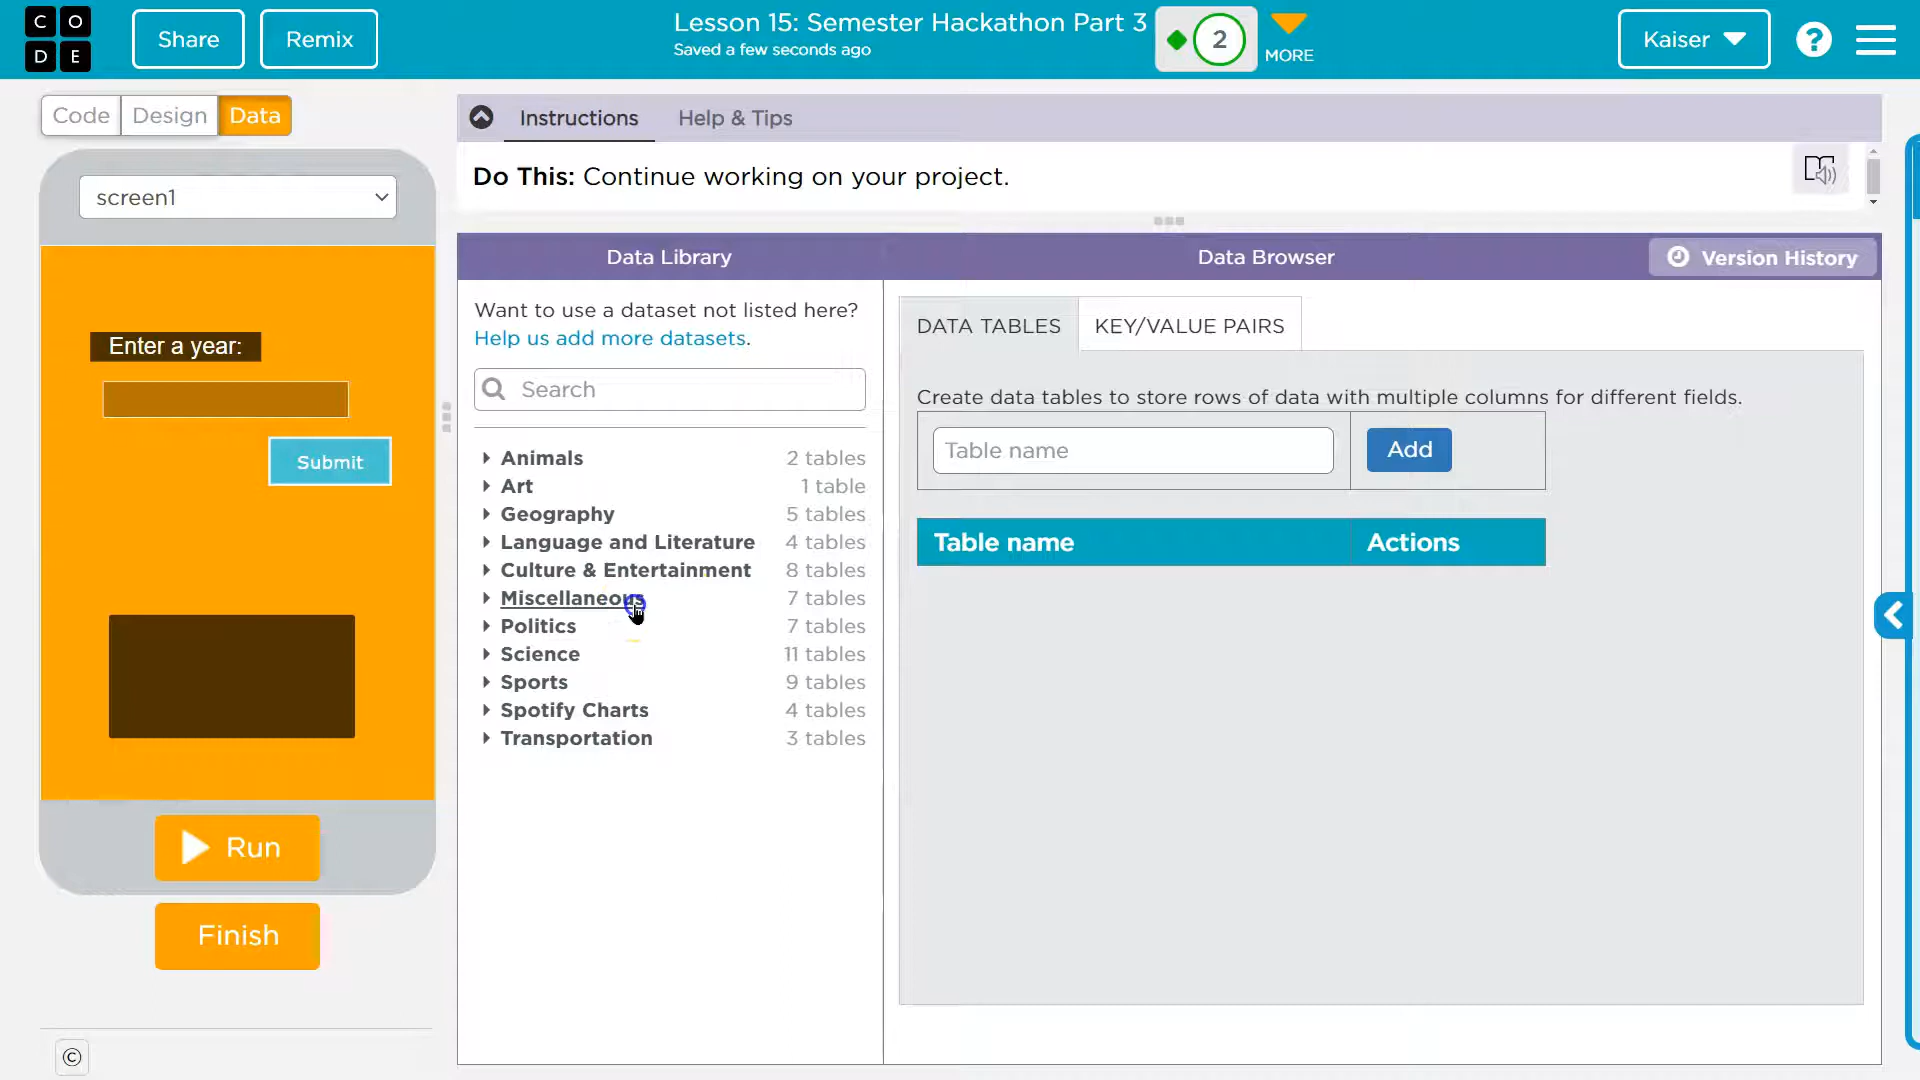 C O
D E
Share
Remix
Lesson 15: Semester Hackathon Part 3
Saved a few seconds ago
2
MORE
Kaiser
?
Code
Design
Data
Instructions
Help & Tips
Do This: Continue working on your project.
screen1
Data Library
Data Browser
Version History
Want to use a dataset not listed here?
Help us add more datasets.
Search
Animals 2 tables
Art 1 table
Geography 5 tables
Language and Literature 4 tables
Culture & Entertainment 8 tables
Miscellaneous 7 tables
Politics 7 tables
Science 11 tables
Sports 9 tables
Spotify Charts 4 tables
Transportation 3 tables
DATA TABLES
KEY/VALUE PAIRS
Create data tables to store rows of data with multiple columns for different fields.
Table name
Add
Table name
Actions
Enter a year:
Submit
Run
Finish
©